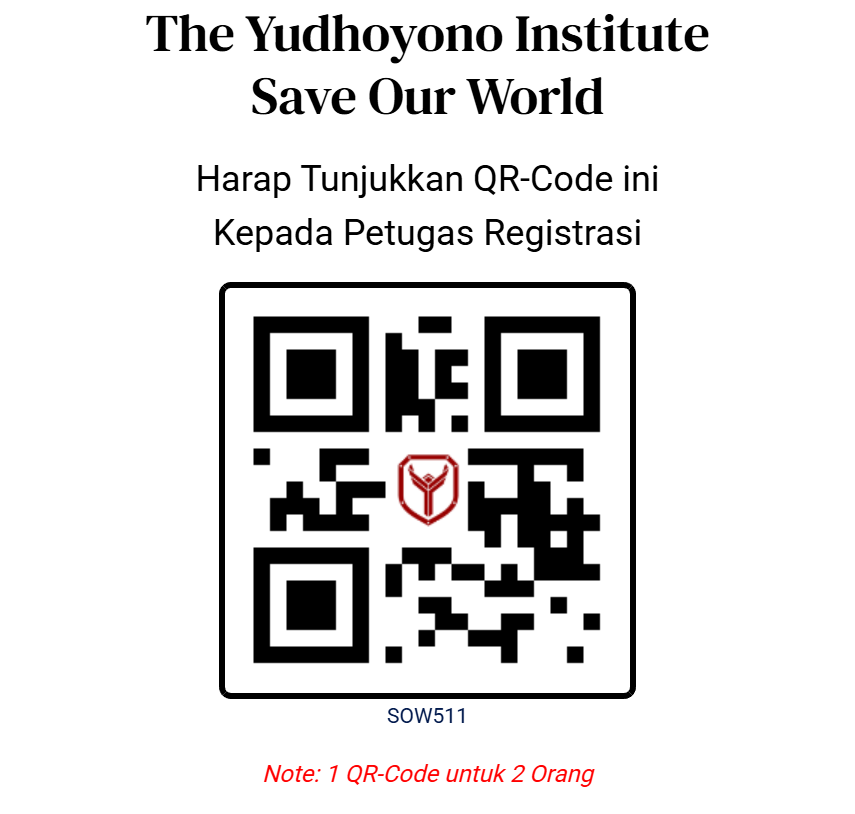 The Yudhoyono Institute
Save Our World
Harap Tunjukkan QR-Code ini
Kepada Petugas Registrasi
SOW511
Note: 1 QR-Code untuk 2 Orang